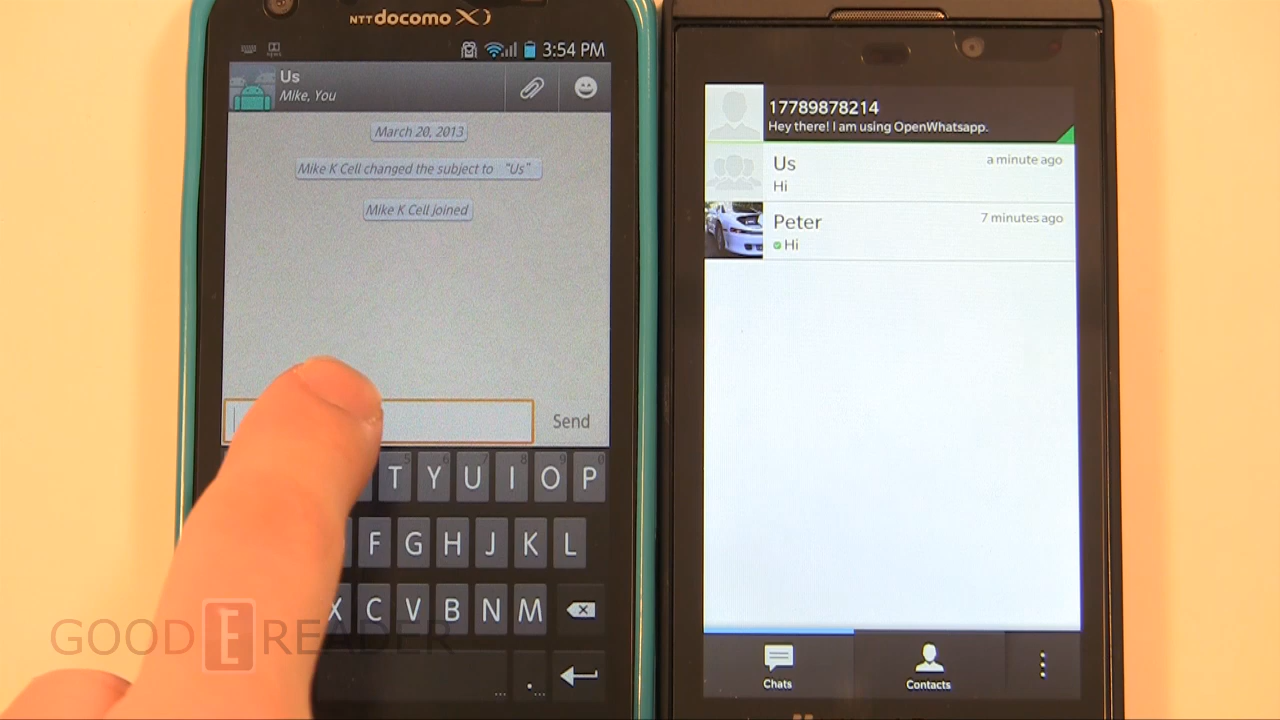 NTT docomo Xi
3:54 PM
Us
Mike, You
March 20, 2013
Mike K Cell changed the subject to “Us”
Mike K Cell joined
Send
T Y U I O P
F G H J K L
X C V B N M
GOOD E READER
17789878214
Hey there! I am using OpenWhatsapp.
Us
a minute ago
Hi
Peter
7 minutes ago
Hi
Chats
Contacts